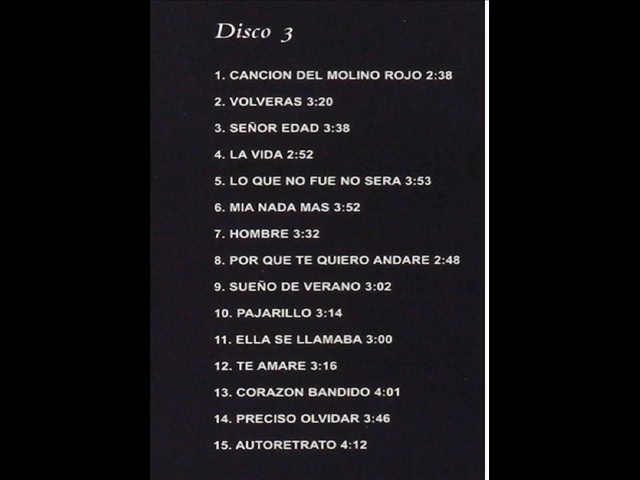 Disco 3
1. CANCION DEL MOLINO ROJO 2:38
2. VOLVERAS 3:20
3. SEÑOR EDAD 3:38
4. LA VIDA 2:52
5. LO QUE NO FUE NO SERA 3:53
6. MIA NADA MAS 3:52
7. HOMBRE 3:32
8. POR QUE TE QUIERO ANDARE 2:48
9. SUEÑO DE VERANO 3:02
10. PAJARILLO 3:14
11. ELLA SE LLAMABA 3:00
12. TE AMARE 3:16
13. CORAZON BANDIDO 4:01
14. PRECISO OLVIDAR 3:46
15. AUTORETRATO 4:12